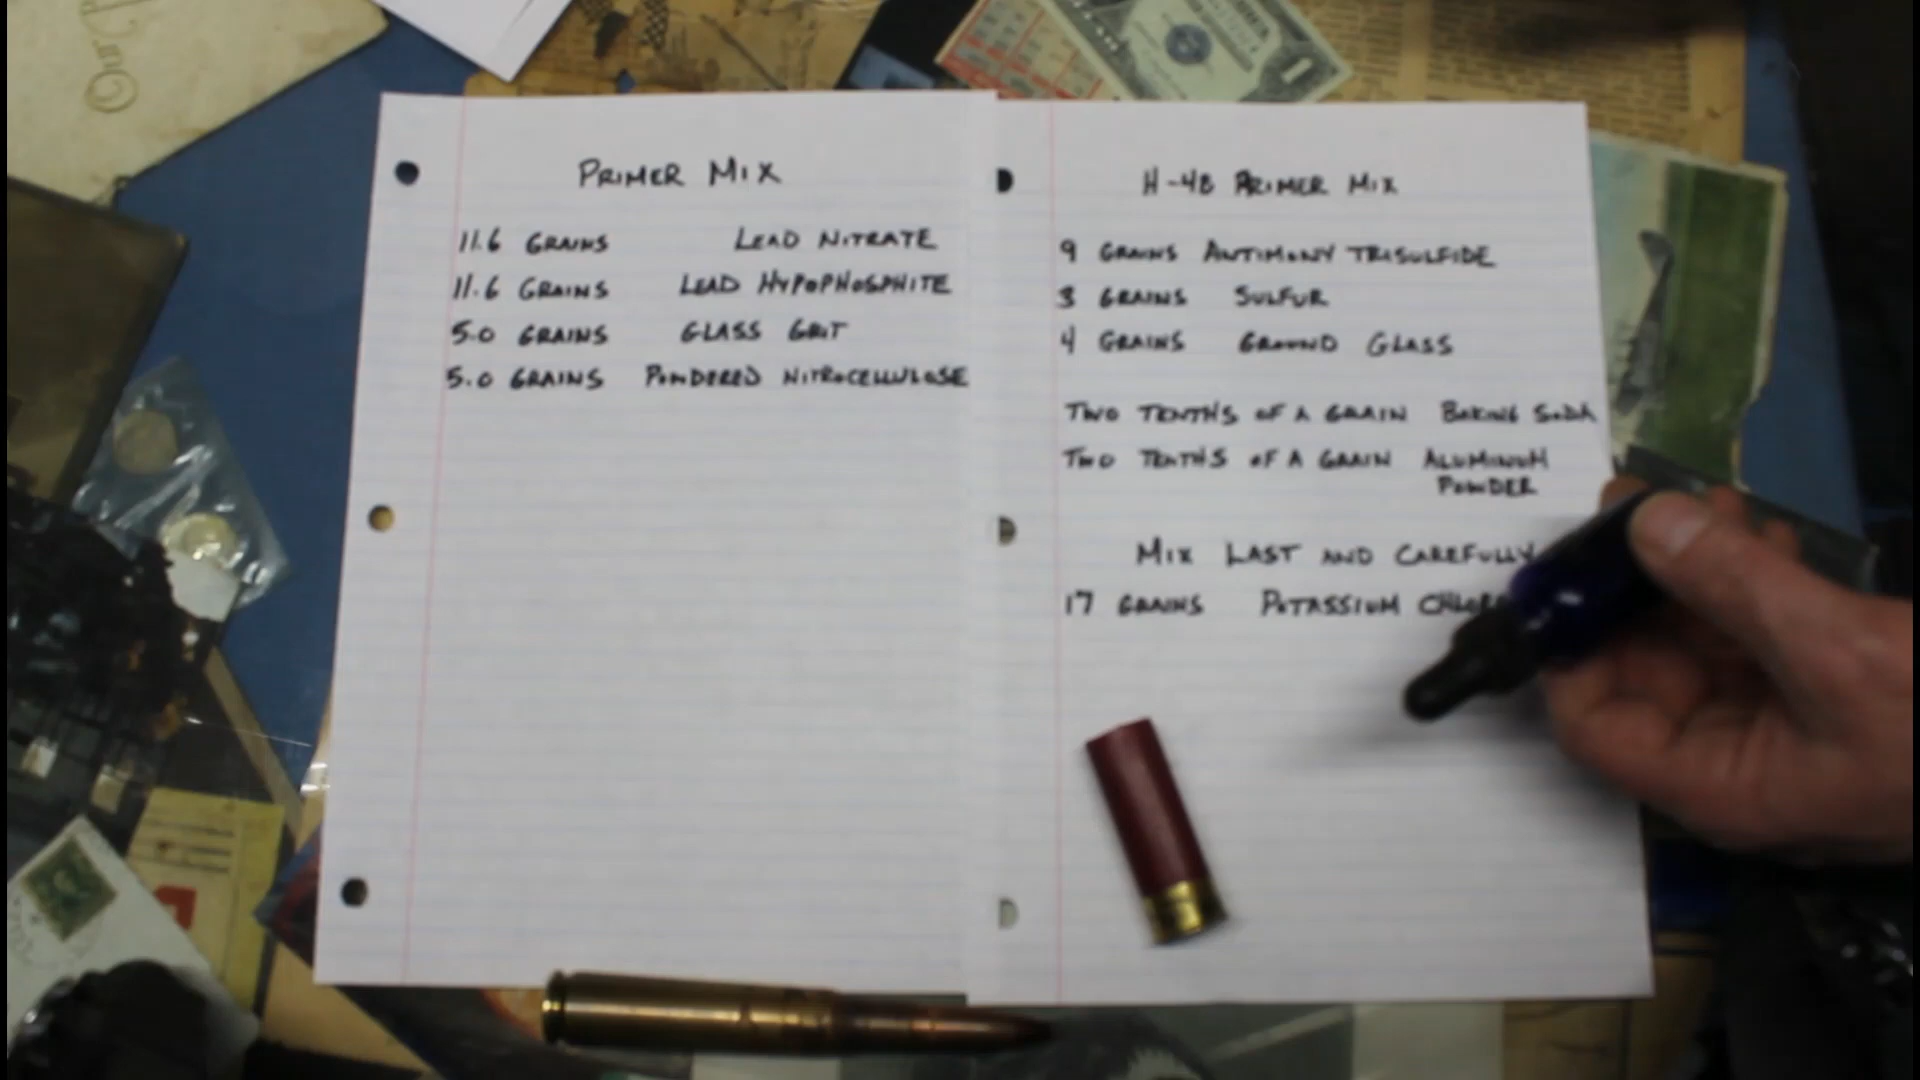 PRIMER MIX
11.6 GRAINS LEAD NITRATE
11.6 GRAINS LEAD HYPOPHOSPHITE
5.0 GRAINS GLASS GRIT
5.0 GRAINS POWDERED NITROCELLULOSE
H-48 PRIMER MIX
9 GRAINS ANTIMONY TRISULFIDE
3 GRAINS SULFUR
4 GRAINS GROUND GLASS
TWO TENTHS OF A GRAIN BAKING SODA
TWO TENTHS OF A GRAIN ALUMINUM
POWDER
MIX LAST AND CAREFULLY
17 GRAINS POTASSIUM